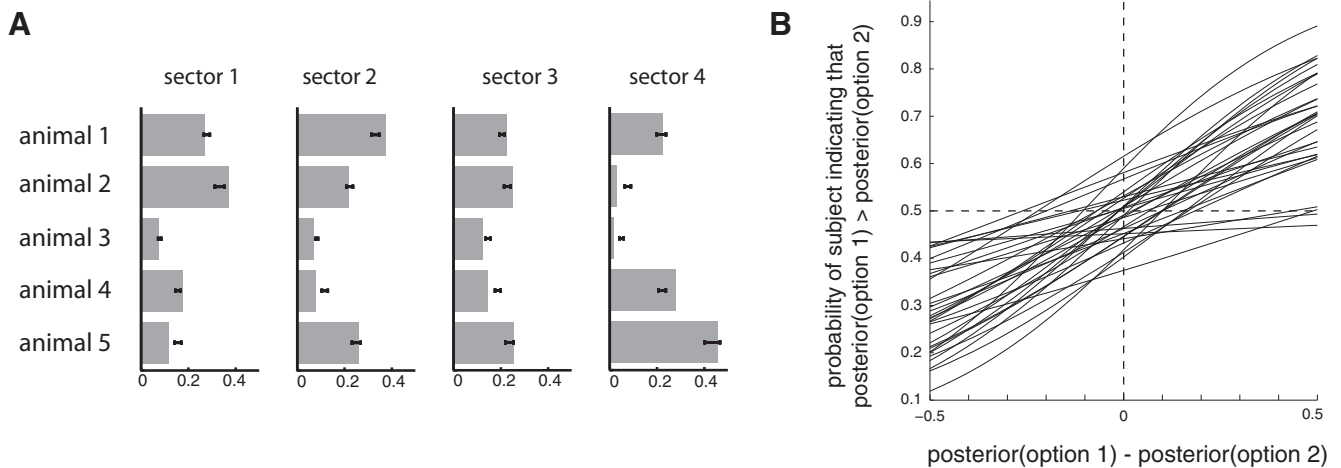 A
sector 1 sector 2 sector 3 sector 4
animal 1
animal 2
animal 3
animal 4
animal 5
0 0.2 0.4 0 0.2 0.4 0 0.2 0.4 0 0.2 0.4
B
probability of subject indicating that
posterior(option 1) > posterior(option 2)
0.9
0.8
0.7
0.6
0.5
0.4
0.3
0.2
0.1
−0.5 0 0.5
posterior(option 1) - posterior(option 2)